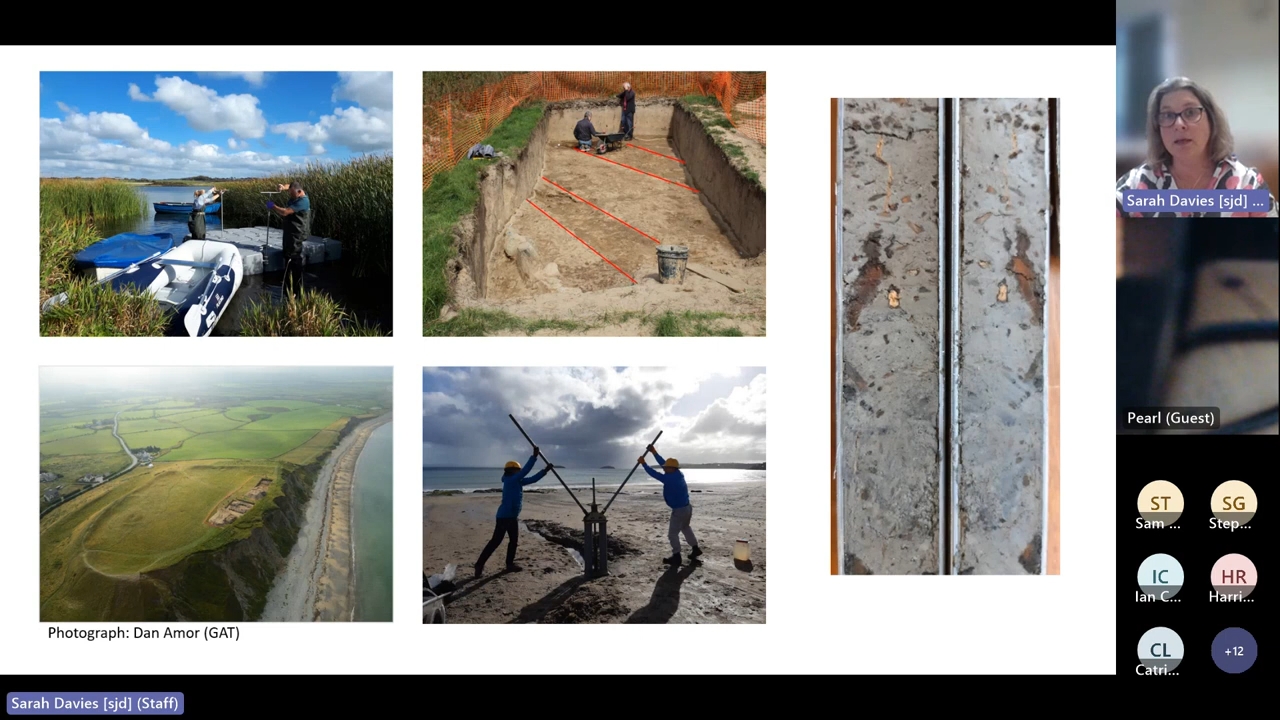 Photograph: Dan Amor (GAT)
Sarah Davies [sjd] ...
Pearl (Guest)
ST
Sam ...
SG
Step...
IC
Ian C...
HR
Harri...
CL
Catri...
+12
Sarah Davies [sjd] (Staff)